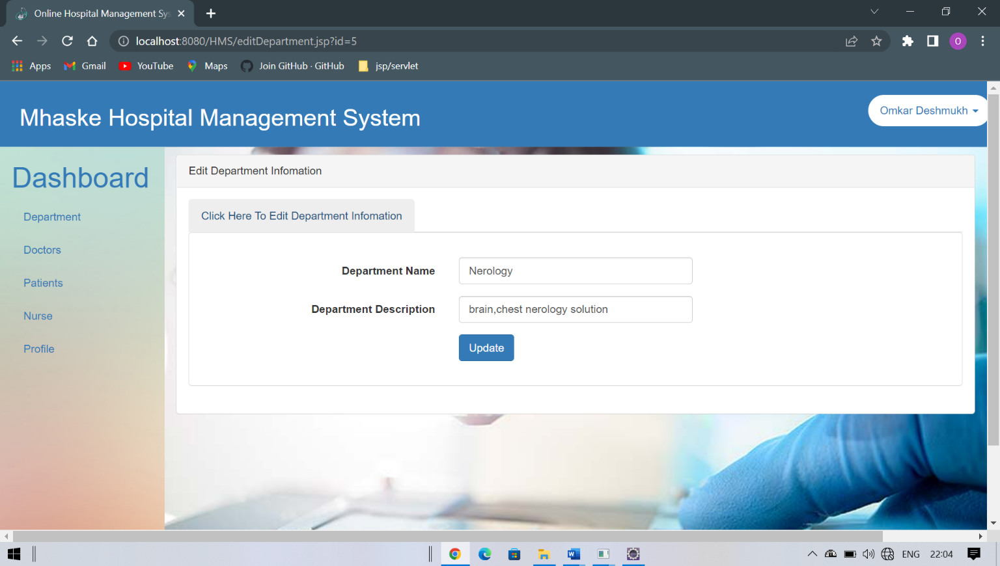 Online Hospital Management Sys
localhost:8080/HMS/editDepartment.jsp?id=5
O
Apps
Gmail
YouTube
Maps
Join GitHub · GitHub
jsp/servlet
Mhaske Hospital Management System
Omkar Deshmukh
Dashboard
Department
Doctors
Patients
Nurse
Profile
Edit Department Infomation
Click Here To Edit Department Infomation
Department Name
Nerology
Department Description
brain,chest nerology solution
Update
ENG
22:04